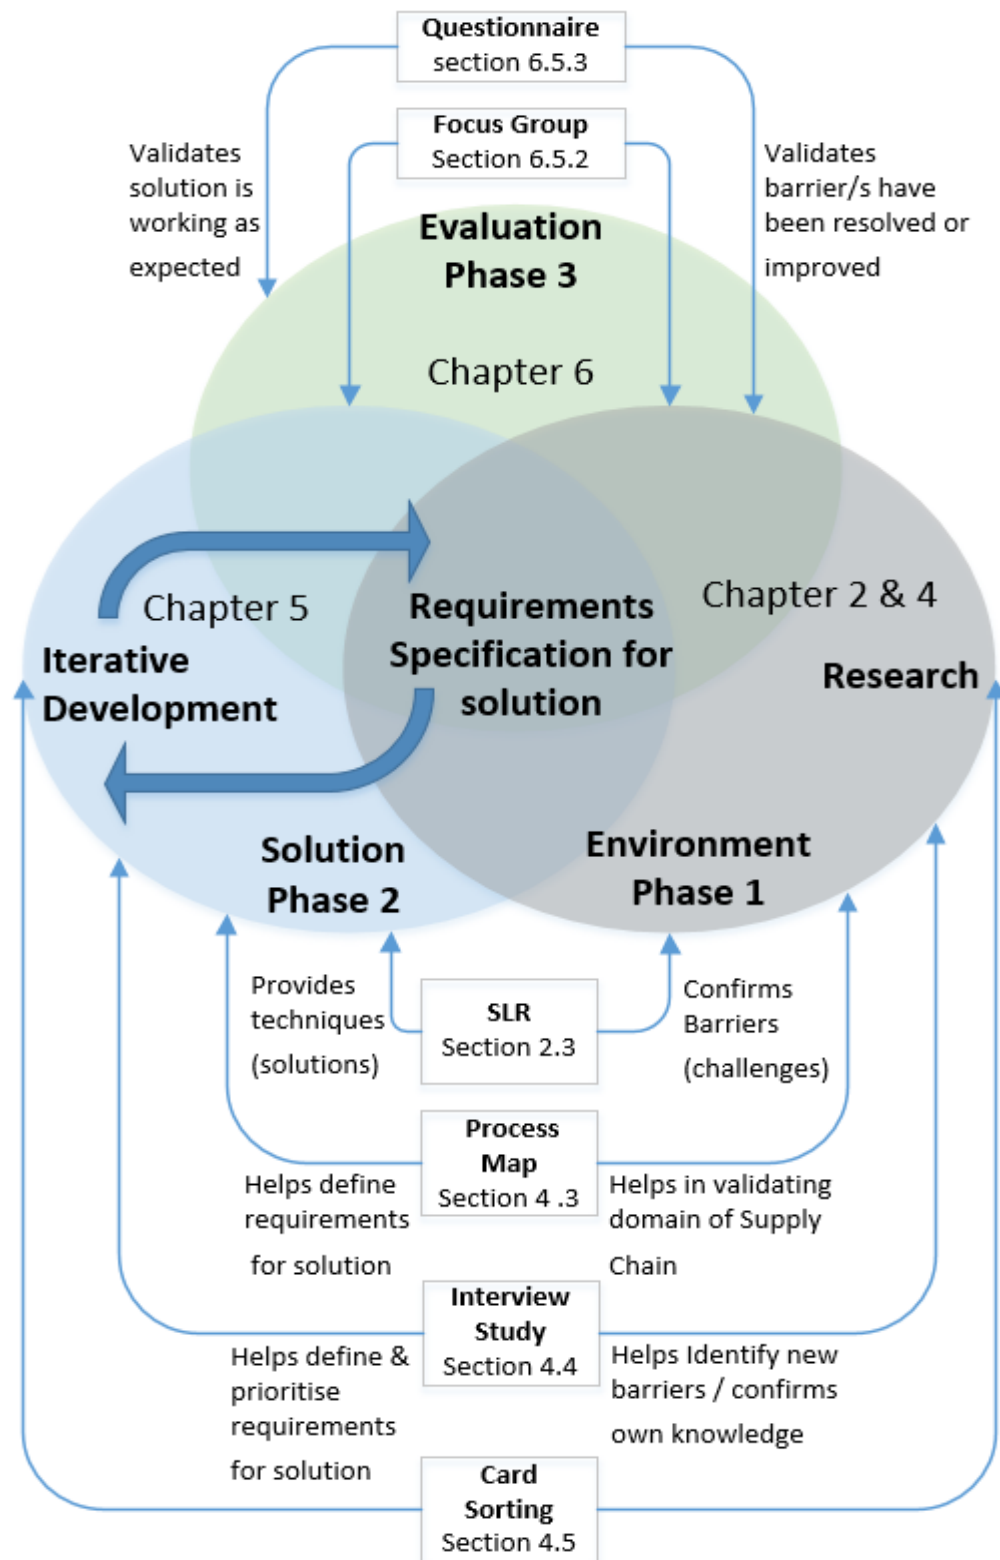 Questionnaire
section 6.5.3
Focus Group
Section 6.5.2
Validates
solution is
working as
expected
Validates
barrier/s have
been resolved or
improved
Evaluation
Phase 3
Chapter 6
Chapter 5
Iterative
Development
Requirements
Specification for
solution
Chapter 2 & 4
Research
Solution
Phase 2
Environment
Phase 1
Provides
techniques
(solutions)
SLR
Section 2.3
Confirms
Barriers
(challenges)
Process
Map
Section 4 .3
Helps define
requirements
for solution
Helps in validating
domain of Supply
Chain
Interview
Study
Section 4.4
Helps define &
prioritise
requirements
for solution
Helps Identify new
barriers / confirms
own knowledge
Card
Sorting
Section 4.5